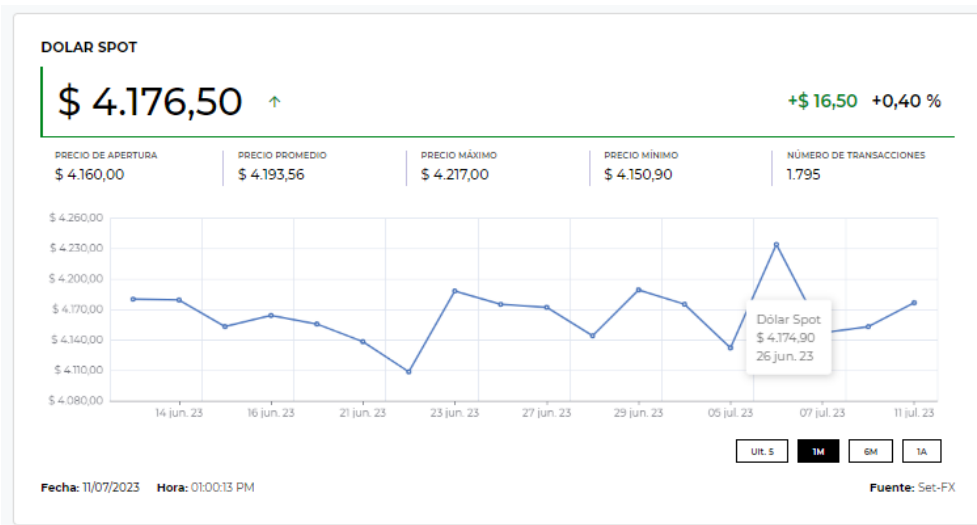 DOLAR SPOT
$ 4.176,50 ↑ +$ 16,50 +0,40 %
PRECIO DE APERTURA PRECIO PROMEDIO PRECIO MÁXIMO PRECIO MÍNIMO NÚMERO DE TRANSACCIONES
$ 4.160,00 $ 4.193,56 $ 4.217,00 $ 4.150,90 1.795
$ 4.260,00
$ 4.230,00
$ 4.200,00
$ 4.170,00
$ 4.140,00
$ 4.110,00
$ 4.080,00
Dólar Spot
$ 4.174,90
26 jun. 23
14 jun. 23 16 jun. 23 21 jun. 23 23 jun. 23 27 jun. 23 29 jun. 23 05 jul. 23 07 jul. 23 11 jul. 23
Ult. 5 1M 6M 1A
Fecha: 11/07/2023 Hora: 01:00:13 PM Fuente: Set-FX